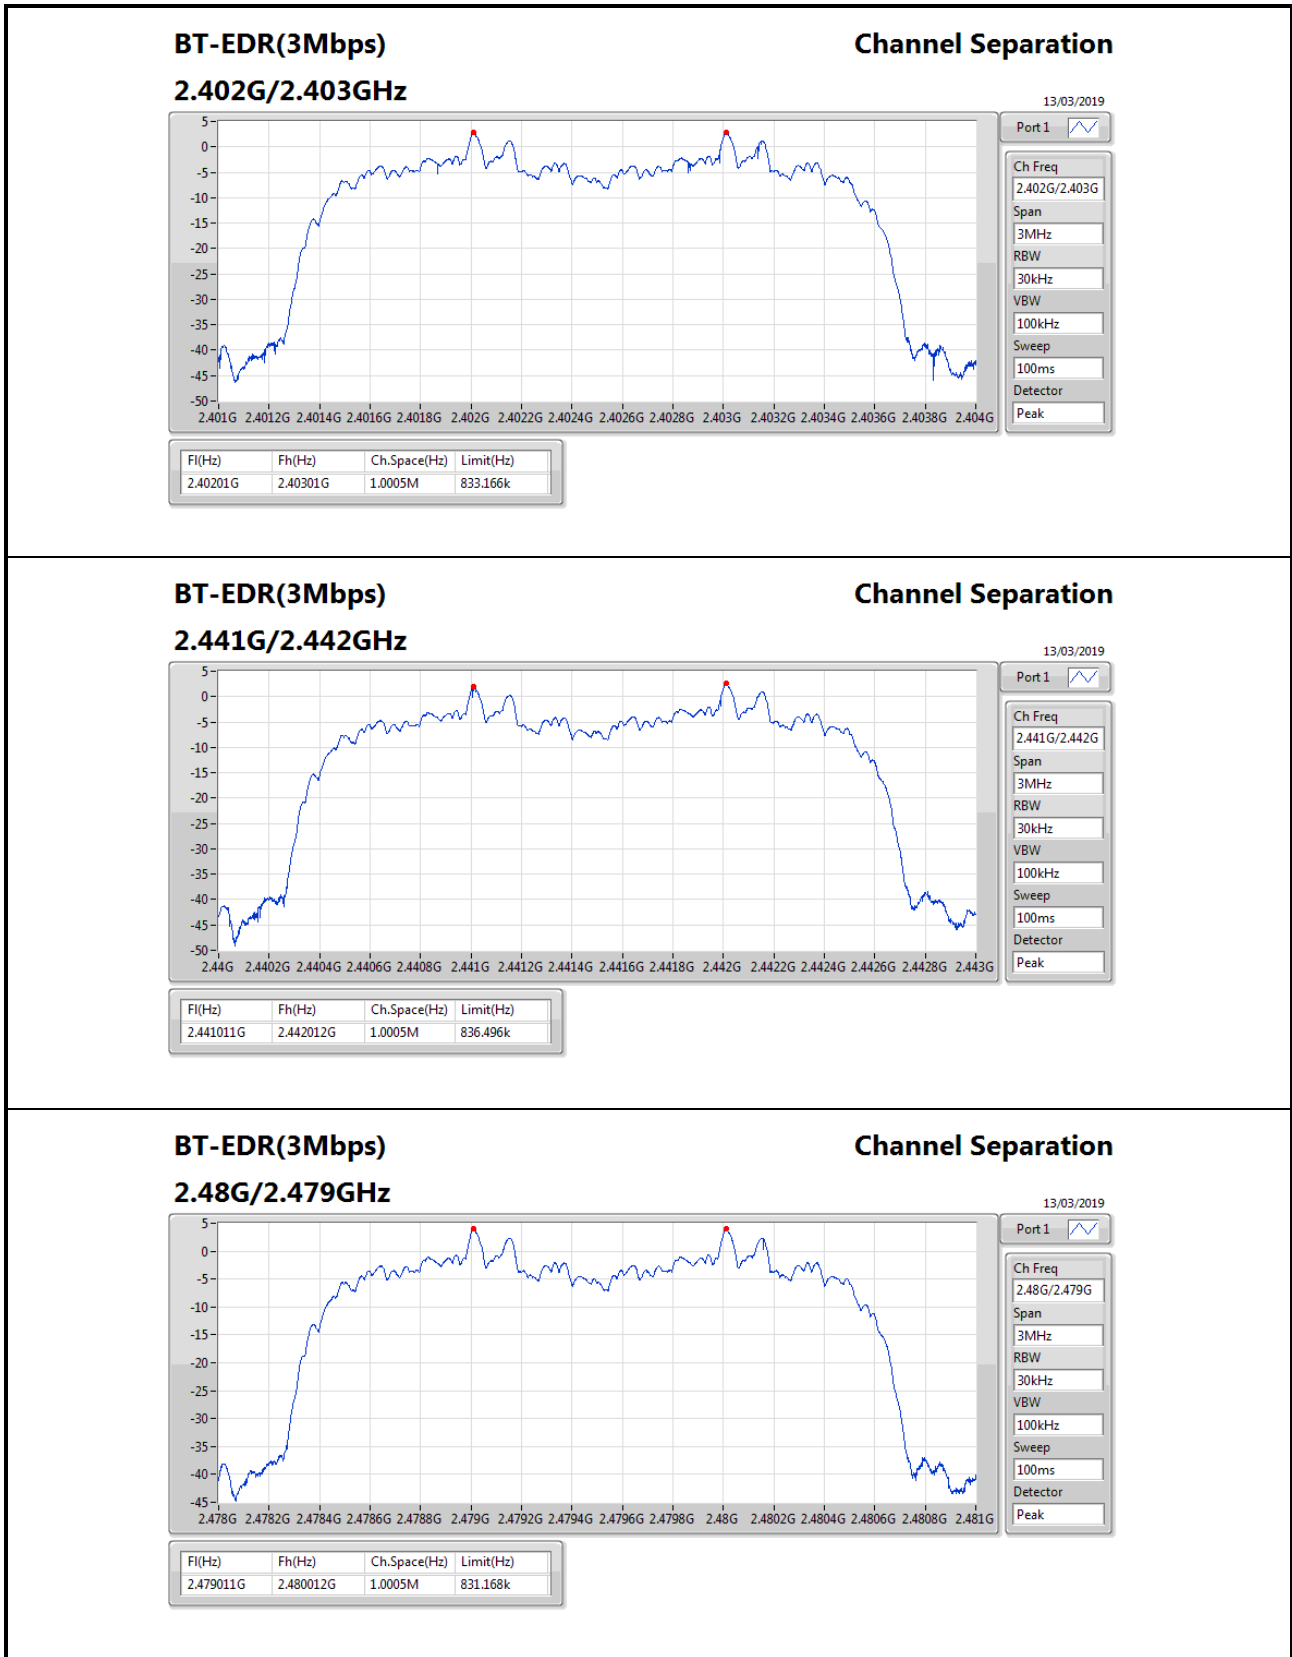 BT-EDR(3Mbps) Channel Separation
2.402G/2.403GHz
13/03/2019
Port 1
5
0
-5
-10
-15
-20
-25
-30
-35
-40
-45
-50
2.401G 2.4012G 2.4014G 2.4016G 2.4018G 2.402G 2.4022G 2.4024G 2.4026G 2.4028G 2.403G 2.4032G 2.4034G 2.4036G 2.4038G 2.404G
Ch Freq
2.402G/2.403G
Span
3MHz
RBW
30kHz
VBW
100kHz
Sweep
100ms
Detector
Peak
Fl(Hz) Fh(Hz) Ch.Space(Hz) Limit(Hz)
2.40201G 2.40301G 1.0005M 833.166k
BT-EDR(3Mbps) Channel Separation
2.441G/2.442GHz
13/03/2019
Port 1
5
0
-5
-10
-15
-20
-25
-30
-35
-40
-45
-50
2.44G 2.4402G 2.4404G 2.4406G 2.4408G 2.441G 2.4412G 2.4414G 2.4416G 2.4418G 2.442G 2.4422G 2.4424G 2.4426G 2.4428G 2.443G
Ch Freq
2.441G/2.442G
Span
3MHz
RBW
30kHz
VBW
100kHz
Sweep
100ms
Detector
Peak
Fl(Hz) Fh(Hz) Ch.Space(Hz) Limit(Hz)
2.441011G 2.442012G 1.0005M 836.496k
BT-EDR(3Mbps) Channel Separation
2.48G/2.479GHz
13/03/2019
Port 1
5
0
-5
-10
-15
-20
-25
-30
-35
-40
-45
2.478G 2.4782G 2.4784G 2.4786G 2.4788G 2.479G 2.4792G 2.4794G 2.4796G 2.4798G 2.48G 2.4802G 2.4804G 2.4806G 2.4808G 2.481G
Ch Freq
2.48G/2.479G
Span
3MHz
RBW
30kHz
VBW
100kHz
Sweep
100ms
Detector
Peak
Fl(Hz) Fh(Hz) Ch.Space(Hz) Limit(Hz)
2.479011G 2.480012G 1.0005M 831.168k